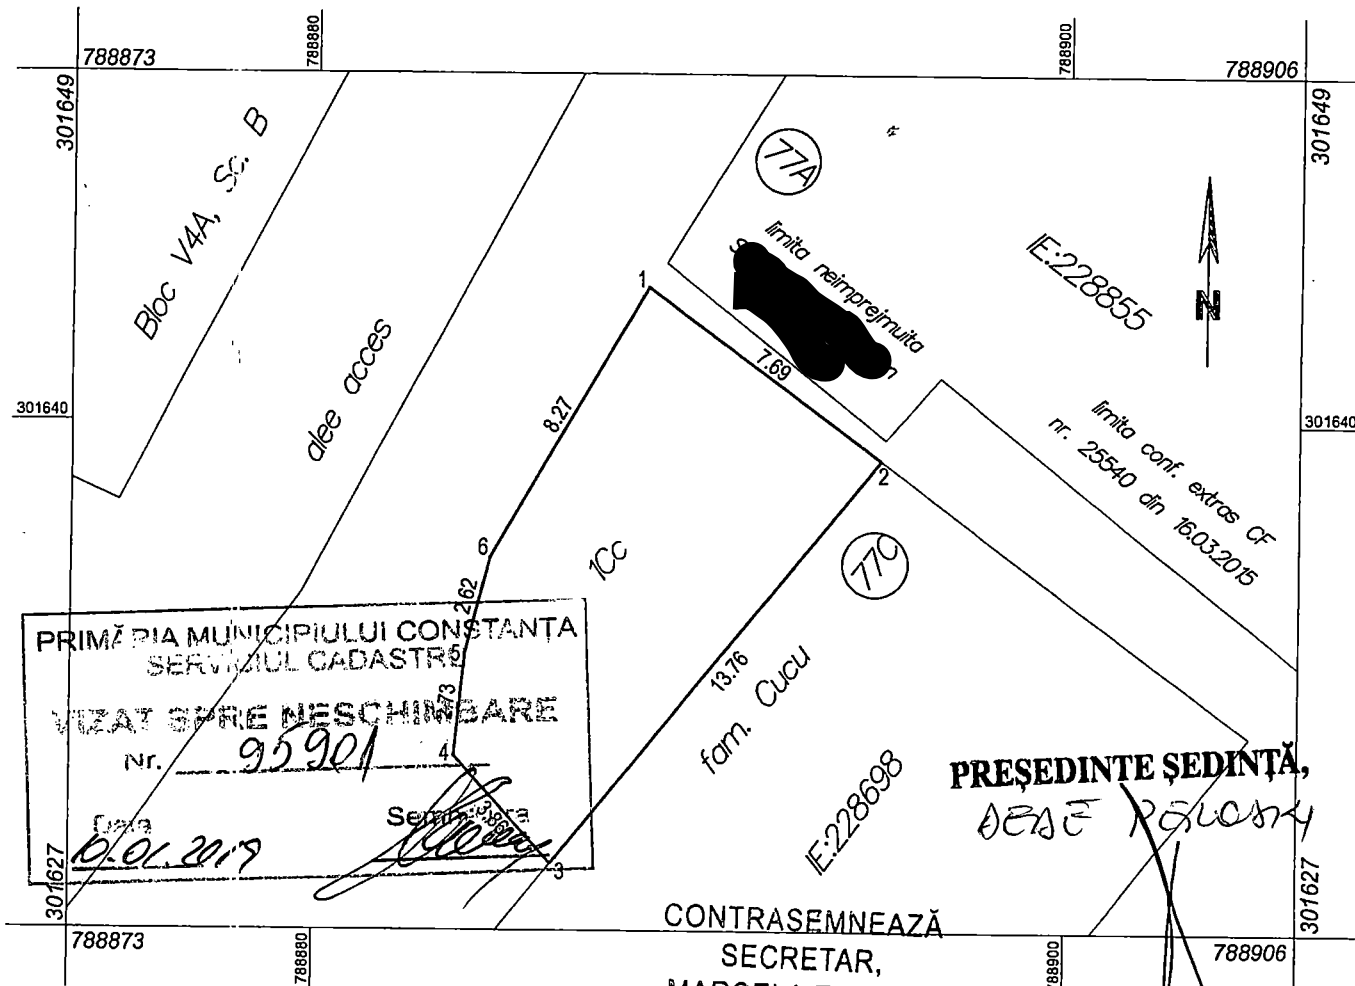 788873
788880
788900
788906
301649
301649
Bloc V4A, Sc. B
77A
limita neimprejmuita
IE:228855
N
1
7.69
8.27
alee acces
301640
301640
limita conf. extras CF
nr. 25540 din 16.03.2015
2
6
1Cc
77C
2.62
PRIMĂRIA MUNICIPIULUI CONSTANȚA
SERVICIUL CADASTRU
5
VIZAT SPRE NESCHIMBARE
Nr. 95901
4
13.76
fam. Cucu
IE:228698
Data
Semnătura
3.86
3
PREȘEDINTE ȘEDINȚĂ,
301627
301627
CONTRASEMNEAZĂ
SECRETAR,
788873
788880
788900
788906